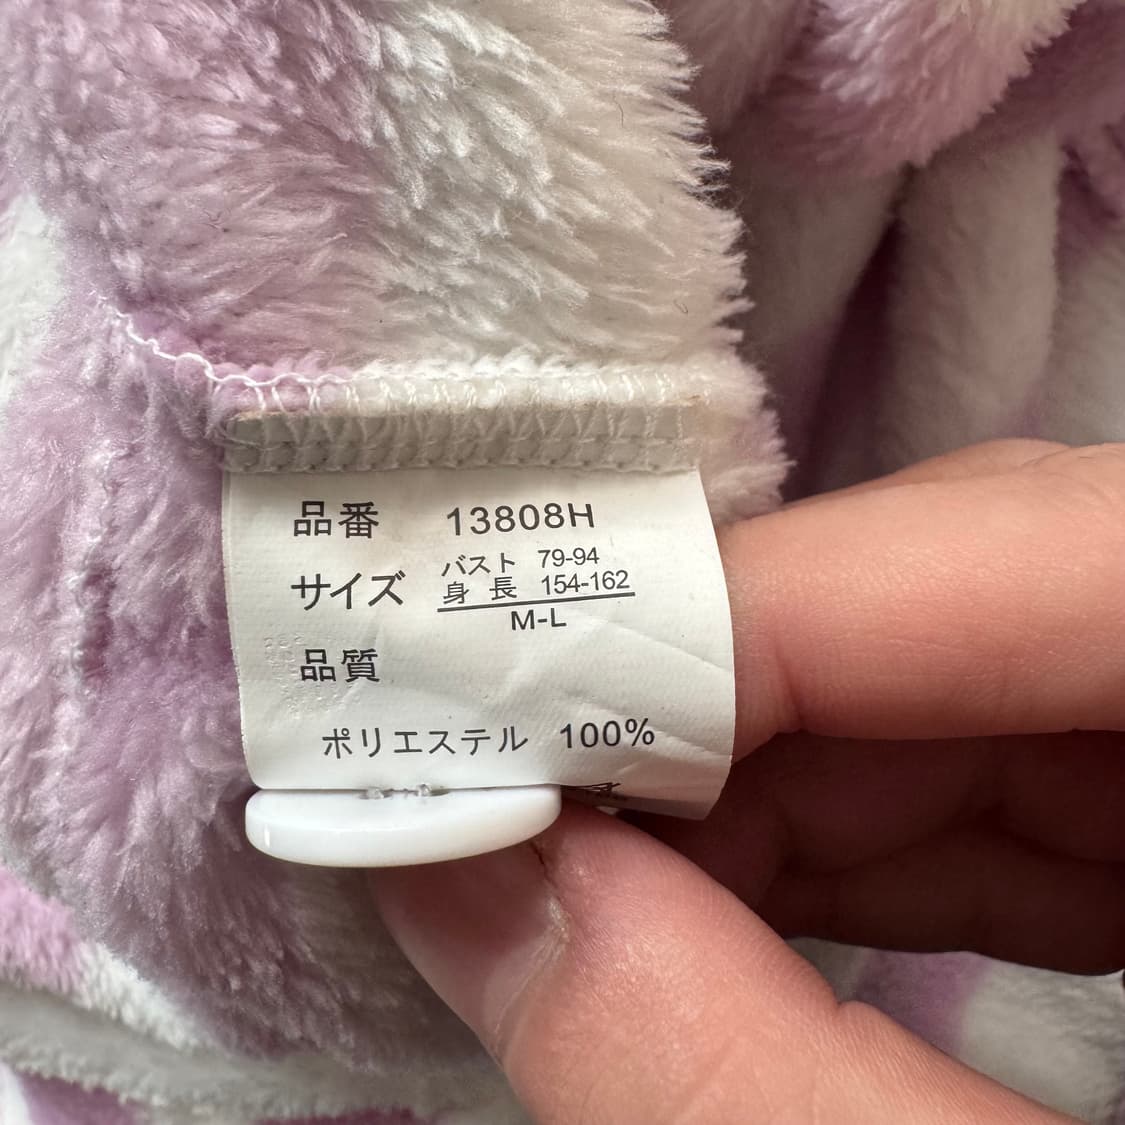 品番 13808H
サイズ バスト 79-94
身長 154-162
M-L
品質
ポリエステル 100%